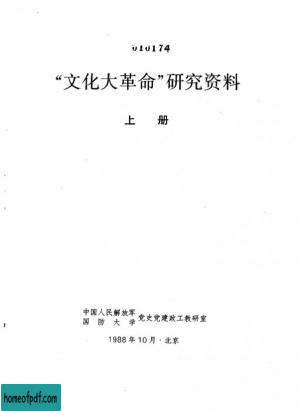 010174
“文化大革命”研究资料
上 册
中国人民解放军
国 防 大 学
党史党建政工教研室
1988年10月·北京
homeofpdf.com